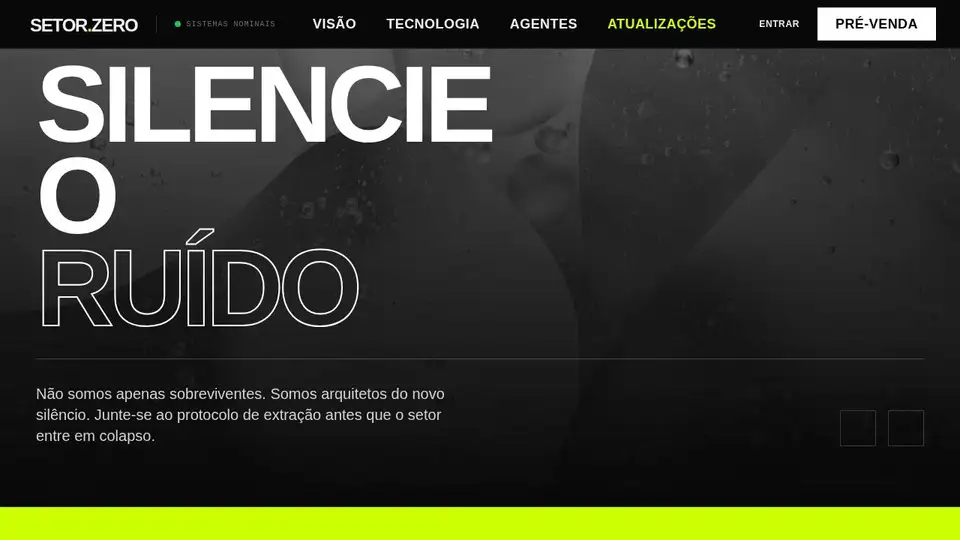 SETOR.ZERO
SISTEMAS NOMINAIS
VISÃO
TECNOLOGIA
AGENTES
ATUALIZAÇÕES
ENTRAR
PRÉ-VENDA
SILENCIE
O
RUÍDO
Não somos apenas sobreviventes. Somos arquitetos do novo
silêncio. Junte-se ao protocolo de extração antes que o setor
entre em colapso.